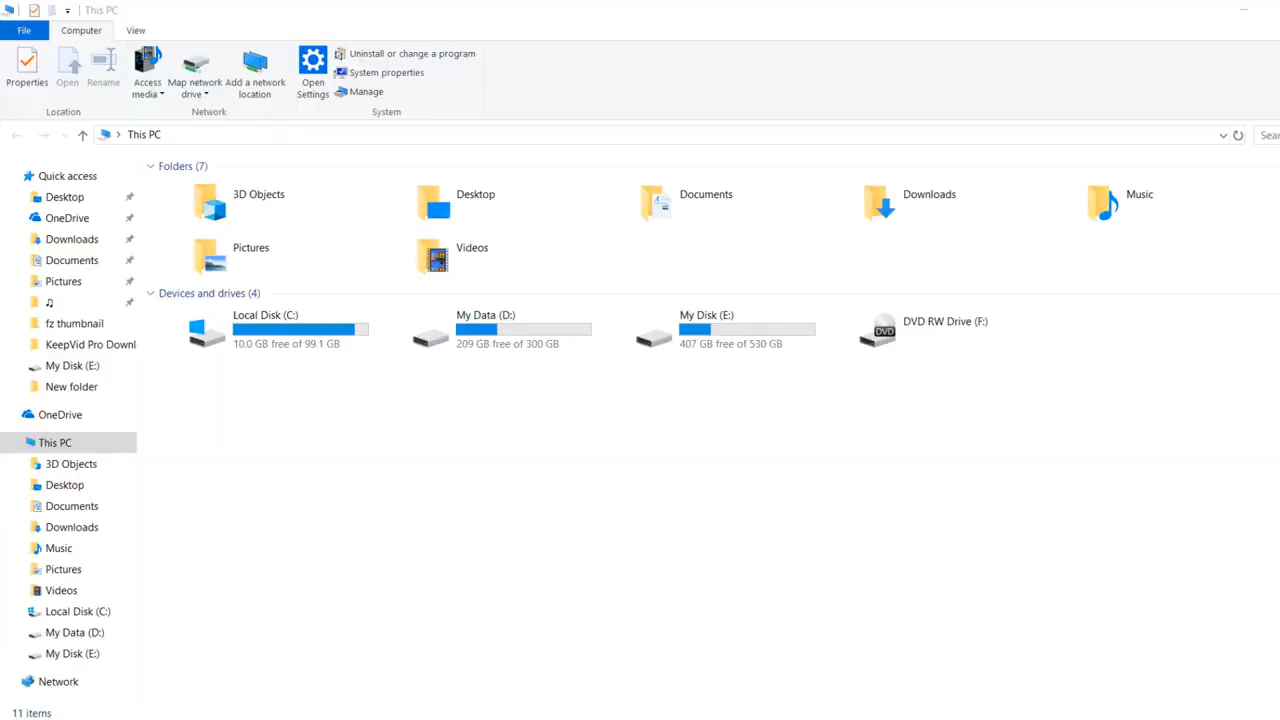 This PC
File
Computer
View
Properties
Open
Rename
Access media
Map network drive
Add a network location
Open Settings
Uninstall or change a program
System properties
Manage
Location
Network
System
This PC
Sear
Quick access
Desktop
OneDrive
Downloads
Documents
Pictures
♫
fz thumbnail
KeepVid Pro Downl
My Disk (E:)
New folder
OneDrive
This PC
3D Objects
Desktop
Documents
Downloads
Music
Pictures
Videos
Local Disk (C:)
My Data (D:)
My Disk (E:)
Network
Folders (7)
3D Objects
Desktop
Documents
Downloads
Music
Pictures
Videos
Devices and drives (4)
Local Disk (C:)
10.0 GB free of 99.1 GB
My Data (D:)
209 GB free of 300 GB
My Disk (E:)
407 GB free of 530 GB
DVD
DVD RW Drive (F:)
11 items